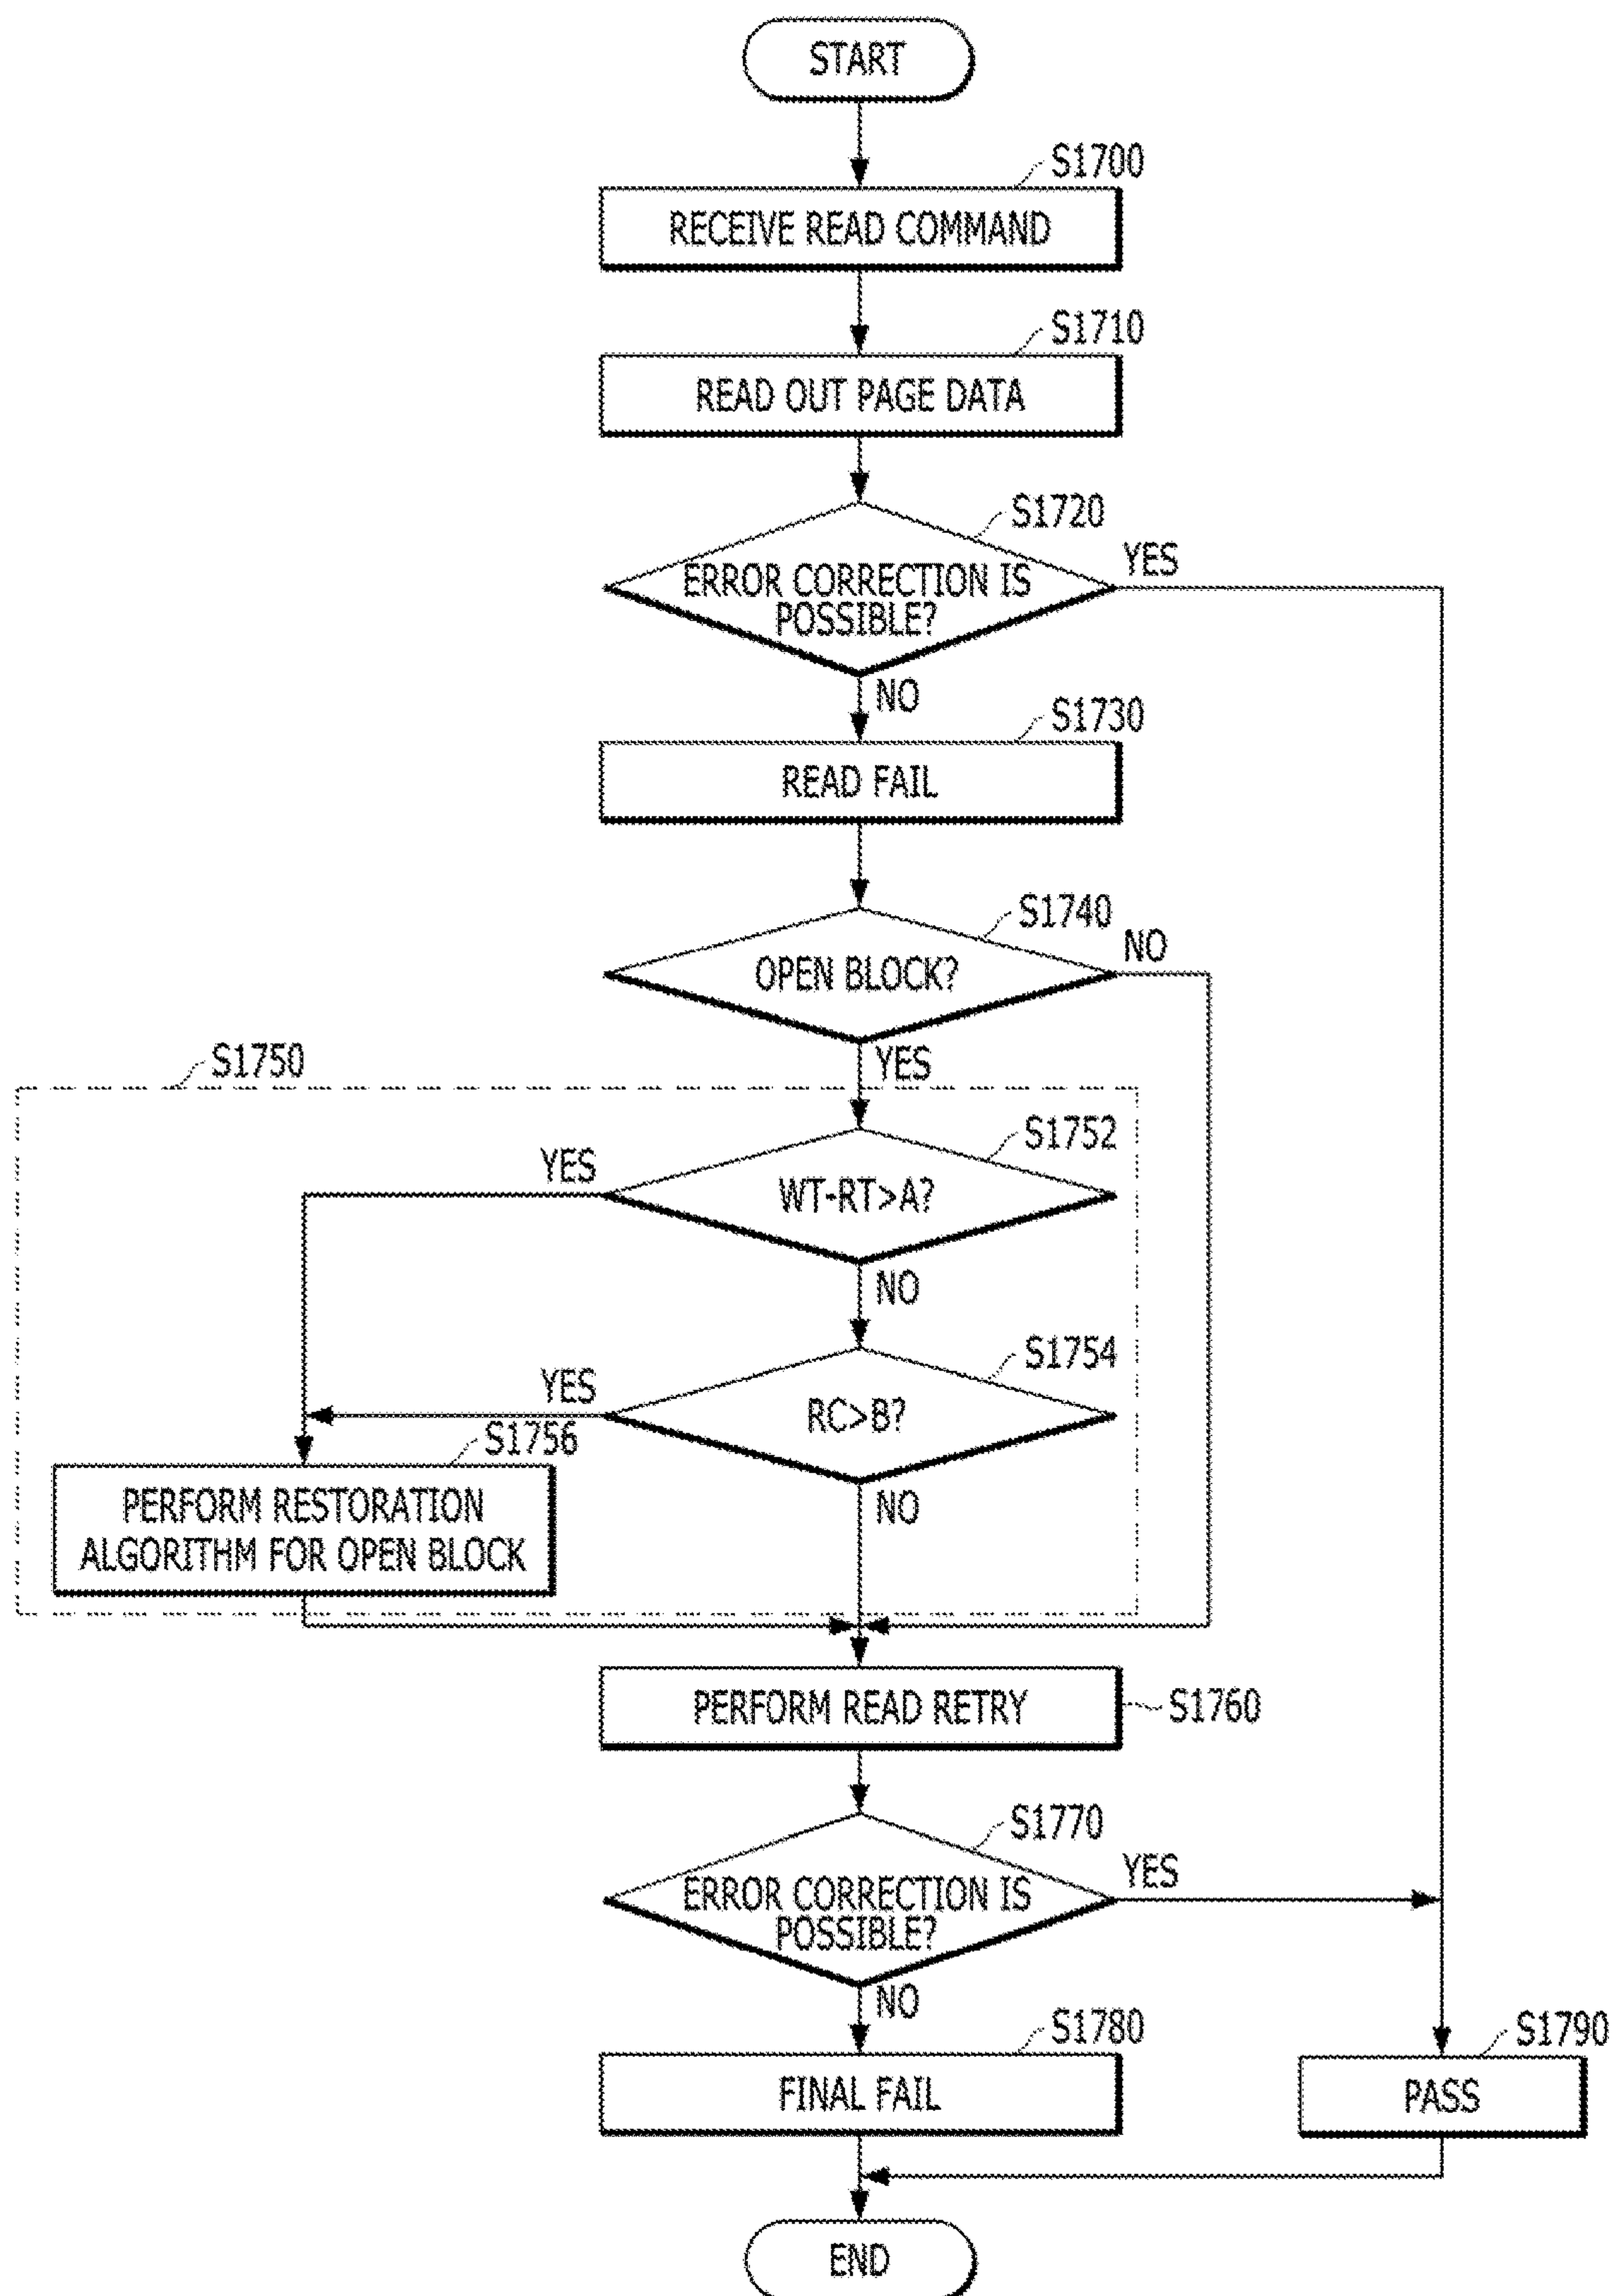 START
S1700
RECEIVE READ COMMAND
S1710
READ OUT PAGE DATA
S1720
ERROR CORRECTION IS
POSSIBLE?
YES
NO
S1730
READ FAIL
S1740
OPEN BLOCK?
NO
YES
S1750
S1752
WT-RT>A?
YES
NO
S1754
RC>B?
YES
NO
S1756
PERFORM RESTORATION
ALGORITHM FOR OPEN BLOCK
PERFORM READ RETRY
S1760
S1770
ERROR CORRECTION IS
POSSIBLE?
YES
NO
S1780
FINAL FAIL
S1790
PASS
END